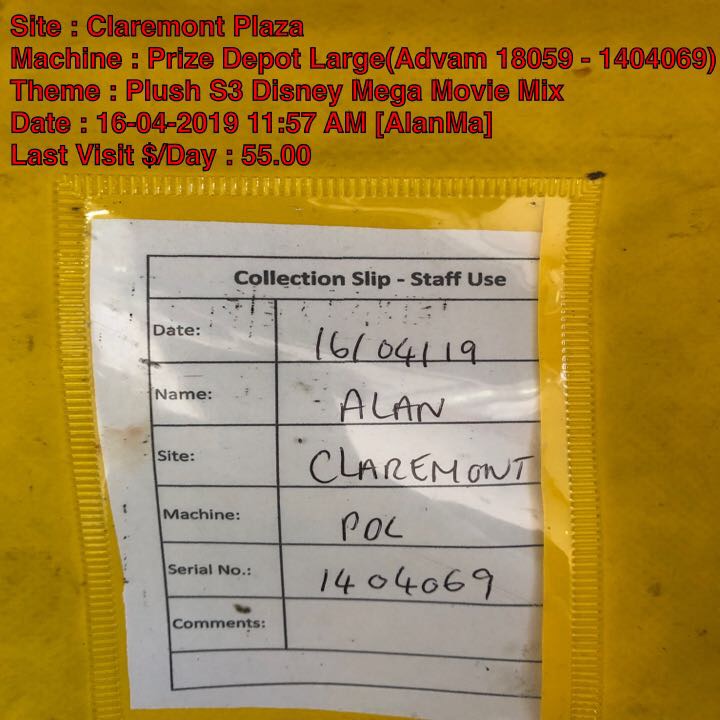 Site : Claremont Plaza
Machine : Prize Depot Large(Advam 18059 - 1404069)
Theme : Plush S3 Disney Mega Movie Mix
Date : 16-04-2019 11:57 AM [AlanMa]
Last Visit $/Day : 55.00
Collection Slip - Staff Use
Date: 16/04/19
Name: ALAN
Site: CLAREMONT
Machine: PDL
Serial No.: 1404069
Comments: